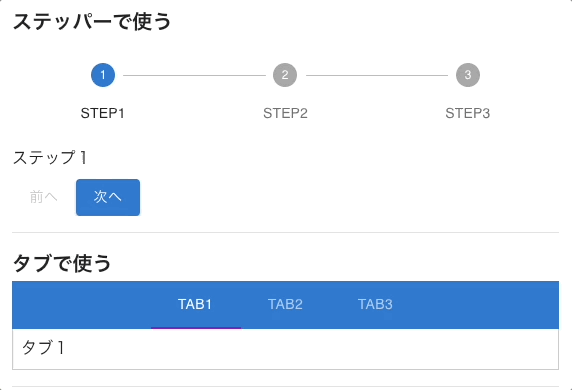 ステッパーで使う
1 2 3
STEP1 STEP2 STEP3
ステップ 1
前へ 次へ
タブで使う
TAB1 TAB2 TAB3
タブ 1